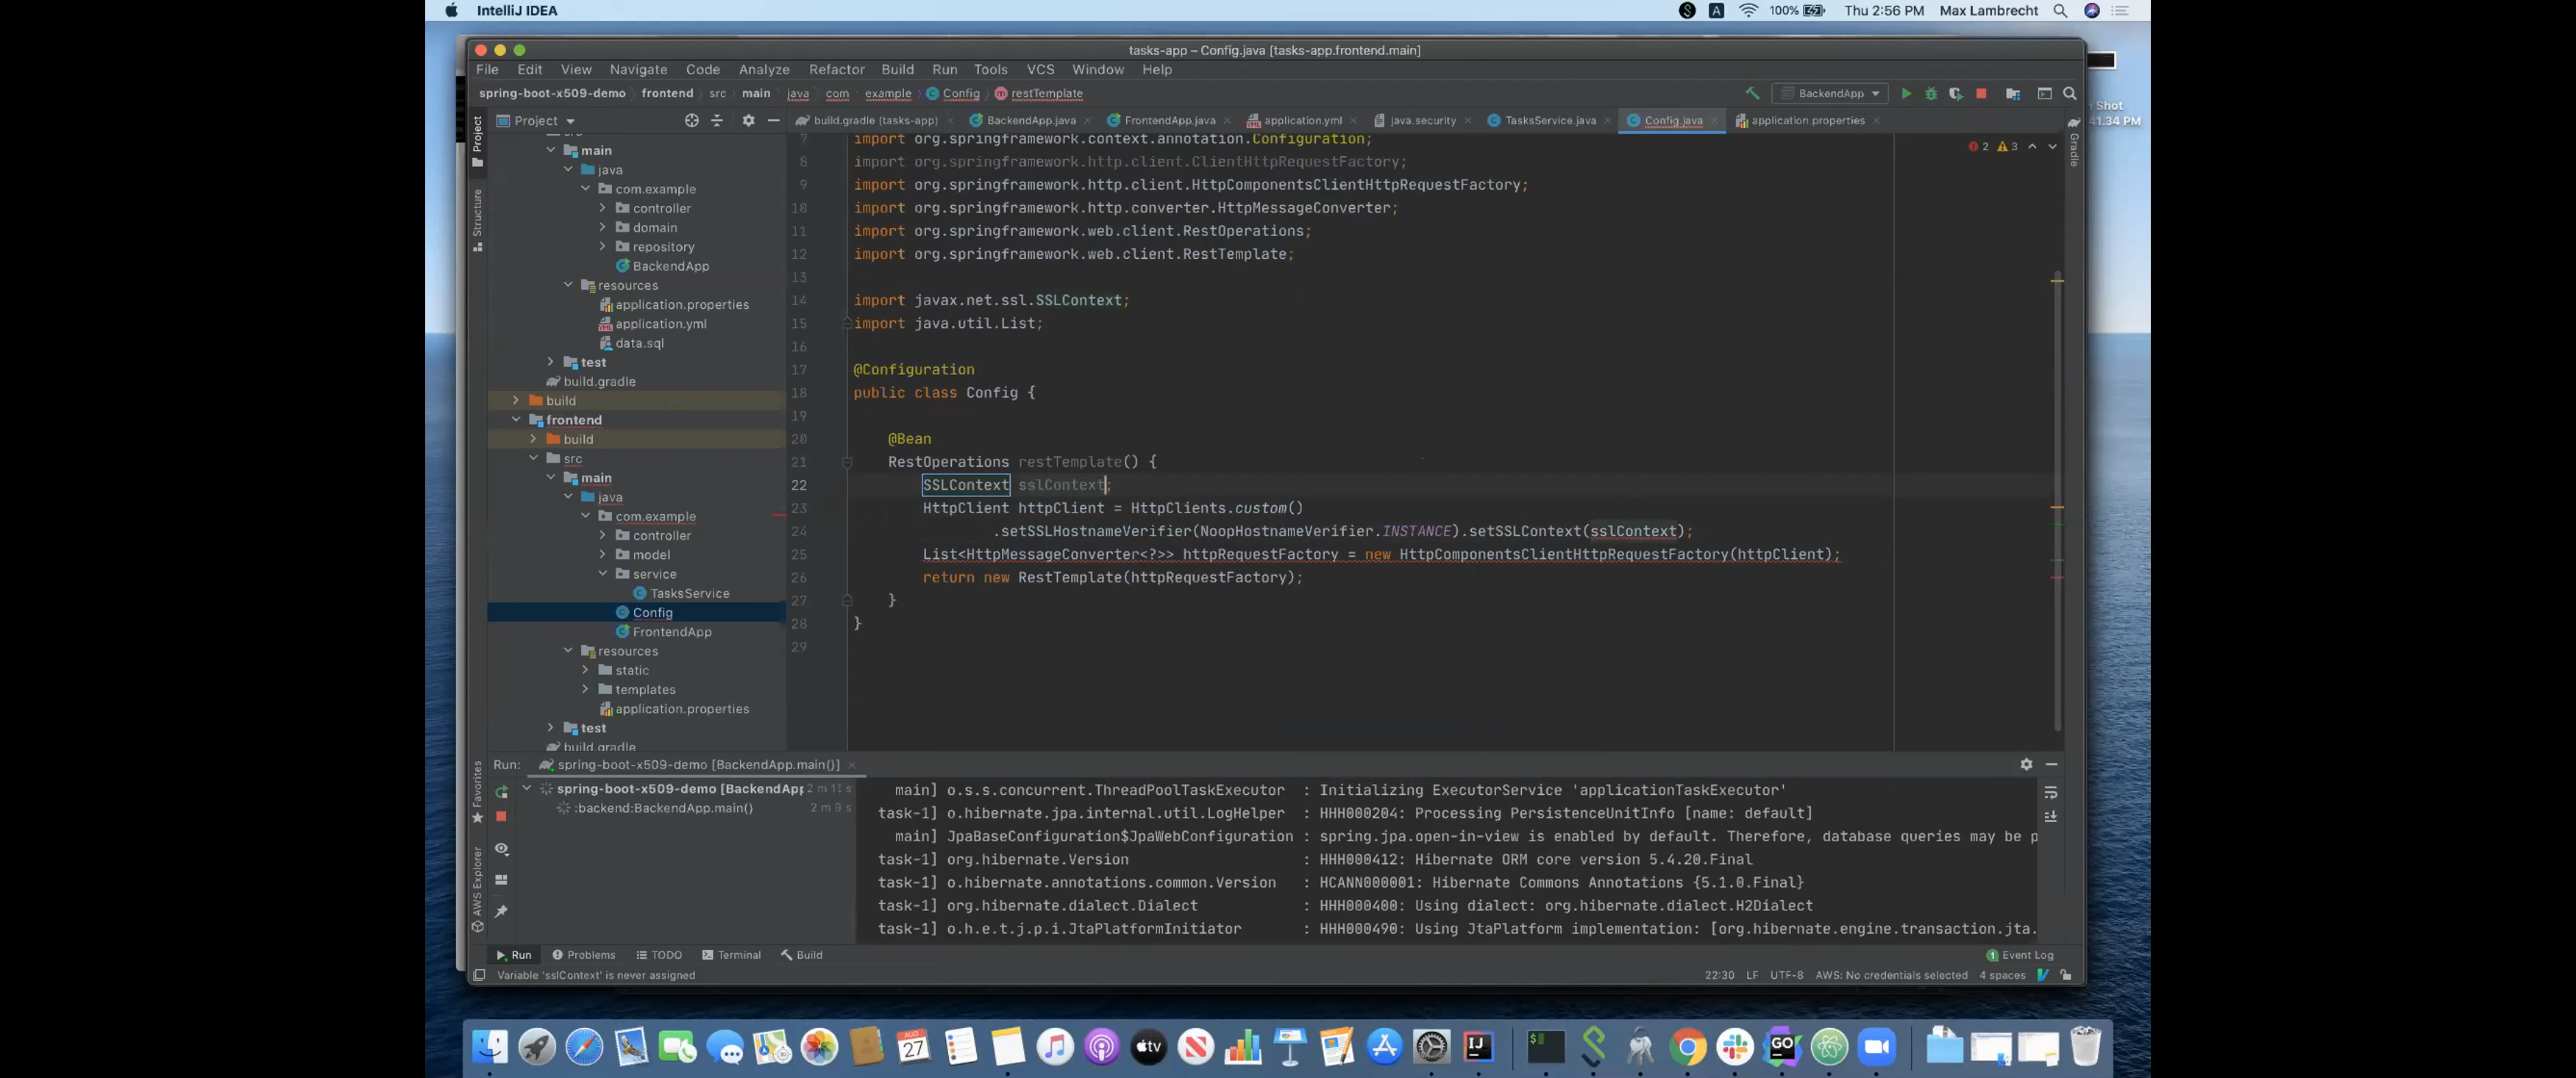 IntelliJ IDEA
100% Thu 2:56 PM Max Lambrecht
tasks-app – Config.java [tasks-app.frontend.main]
File Edit View Navigate Code Analyze Refactor Build Run Tools VCS Window Help
spring-boot-x509-demo frontend src main java com example Config restTemplate
BackendApp
Shot
41.34 PM
Project
build.gradle (tasks-app) BackendApp.java FrontendApp.java application.yml java.security TasksService.java Config.java application.properties
Project
Structure
Favorites
AWS Explorer
Gradle
main
java
com.example
controller
domain
repository
BackendApp
resources
application.properties
application.yml
data.sql
test
build.gradle
build
frontend
build
src
main
java
com.example
controller
model
service
TasksService
Config
FrontendApp
resources
static
templates
application.properties
test
build.gradle
2 3
7 import org.springframework.context.annotation.Configuration;
8 import org.springframework.http.client.ClientHttpRequestFactory;
9 import org.springframework.http.client.HttpComponentsClientHttpRequestFactory;
10 import org.springframework.http.converter.HttpMessageConverter;
11 import org.springframework.web.client.RestOperations;
12 import org.springframework.web.client.RestTemplate;
13
14 import javax.net.ssl.SSLContext;
15 import java.util.List;
16
17 @Configuration
18 public class Config {
19
20 @Bean
21 RestOperations restTemplate() {
22 SSLContext sslContext;
23 HttpClient httpClient = HttpClients.custom()
24 .setSSLHostnameVerifier(NoopHostnameVerifier.INSTANCE).setSSLContext(sslContext);
25 List<HttpMessageConverter<?>> httpRequestFactory = new HttpComponentsClientHttpRequestFactory(httpClient);
26 return new RestTemplate(httpRequestFactory);
27 }
28 }
29
Run: spring-boot-x509-demo [BackendApp.main()]
spring-boot-x509-demo [BackendApp 2 m 11 s
:backend:BackendApp.main() 2 m 9 s
main] o.s.s.concurrent.ThreadPoolTaskExecutor : Initializing ExecutorService 'applicationTaskExecutor'
task-1] o.hibernate.jpa.internal.util.LogHelper : HHH000204: Processing PersistenceUnitInfo [name: default]
main] JpaBaseConfiguration$JpaWebConfiguration : spring.jpa.open-in-view is enabled by default. Therefore, database queries may be p
task-1] org.hibernate.Version : HHH000412: Hibernate ORM core version 5.4.20.Final
task-1] o.hibernate.annotations.common.Version : HCANN000001: Hibernate Commons Annotations {5.1.0.Final}
task-1] org.hibernate.dialect.Dialect : HHH000400: Using dialect: org.hibernate.dialect.H2Dialect
task-1] o.h.e.t.j.p.i.JtaPlatformInitiator : HHH000490: Using JtaPlatform implementation: [org.hibernate.engine.transaction.jta.
Run Problems TODO Terminal Build 1 Event Log
Variable 'sslContext' is never assigned 22:30 LF UTF-8 AWS: No credentials selected 4 spaces
AUG
27
tv
IJ
GO